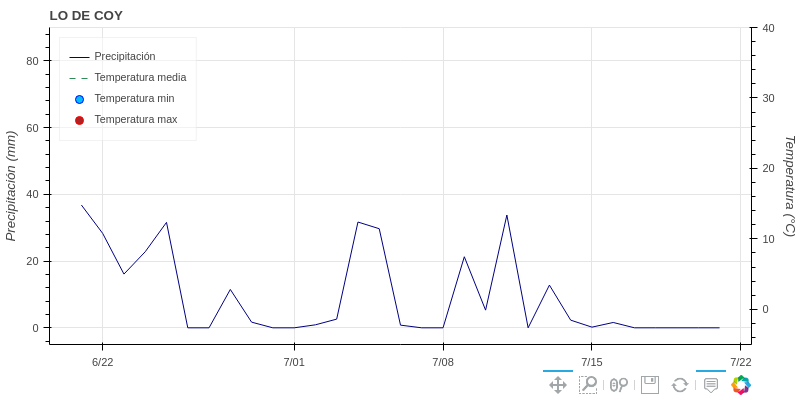 LO DE COY
Precipitación
Temperatura media
Temperatura min
Temperatura max
Precipitación (mm)
80
60
40
20
0
Temperatura (°C)
40
30
20
10
0
6/22 7/01 7/08 7/15 7/22